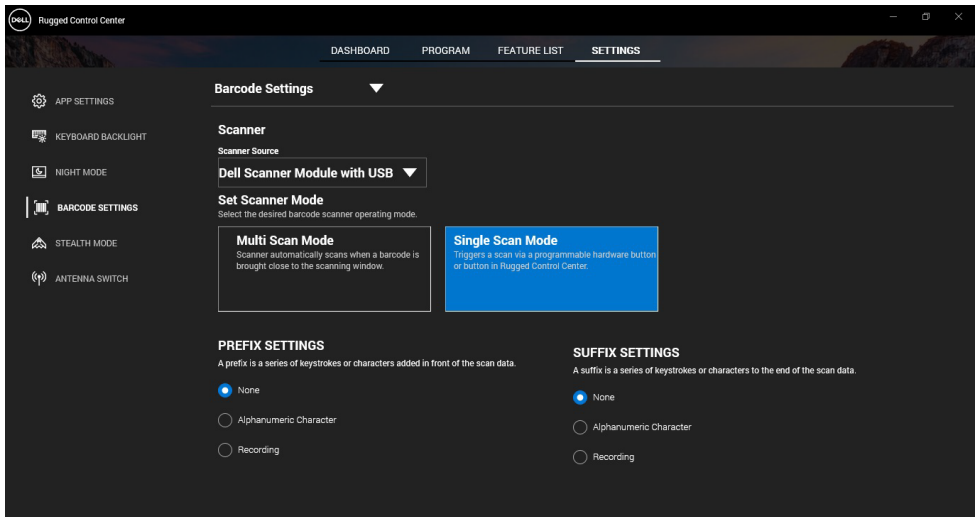 DELL
Rugged Control Center
DASHBOARD PROGRAM FEATURE LIST SETTINGS
APP SETTINGS
KEYBOARD BACKLIGHT
NIGHT MODE
BARCODE SETTINGS
STEALTH MODE
ANTENNA SWITCH
Barcode Settings
Scanner
Scanner Source
Dell Scanner Module with USB
Set Scanner Mode
Select the desired barcode scanner operating mode.
Multi Scan Mode
Scanner automatically scans when a barcode is
brought close to the scanning window.
Single Scan Mode
Triggers a scan via a programmable hardware button
or button in Rugged Control Center.
PREFIX SETTINGS
A prefix is a series of keystrokes or characters added in front of the scan data.
None
Alphanumeric Character
Recording
SUFFIX SETTINGS
A suffix is a series of keystrokes or characters to the end of the scan data.
None
Alphanumeric Character
Recording